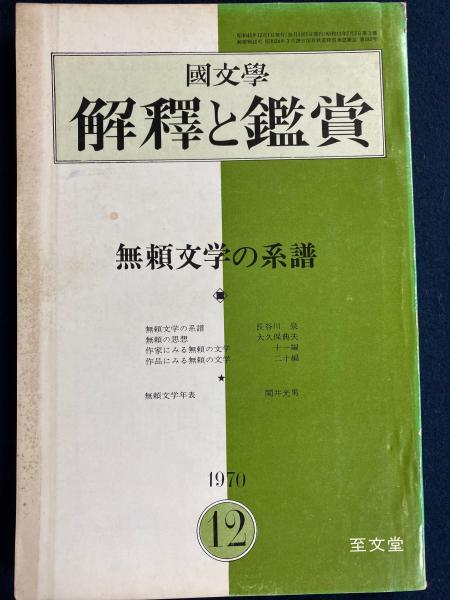 國文學
解釋と鑑賞
無頼文学の系譜
無頼文学の系譜 長谷川 泉
無頼の思想 大久保典夫
作家にみる無頼の文学 十一編
作品にみる無頼の文学 二十編
★
無頼文学年表 関井光男
1970
12
至文堂